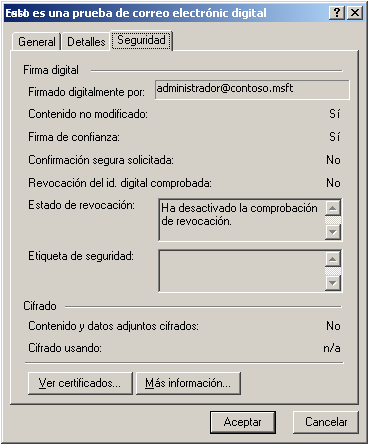 es una prueba de correo electrónic digital
General Detalles Seguridad
Firma digital
Firmado digitalmente por: administrador@contoso.msft
Contenido no modificado: Sí
Firma de confianza: Sí
Confirmación segura solicitada: No
Revocación del id. digital comprobada: No
Estado de revocación: Ha desactivado la comprobación
de revocación.
Etiqueta de seguridad:
Cifrado
Contenido y datos adjuntos cifrados: No
Cifrado usando: n/a
Ver certificados... Más información...
Aceptar Cancelar